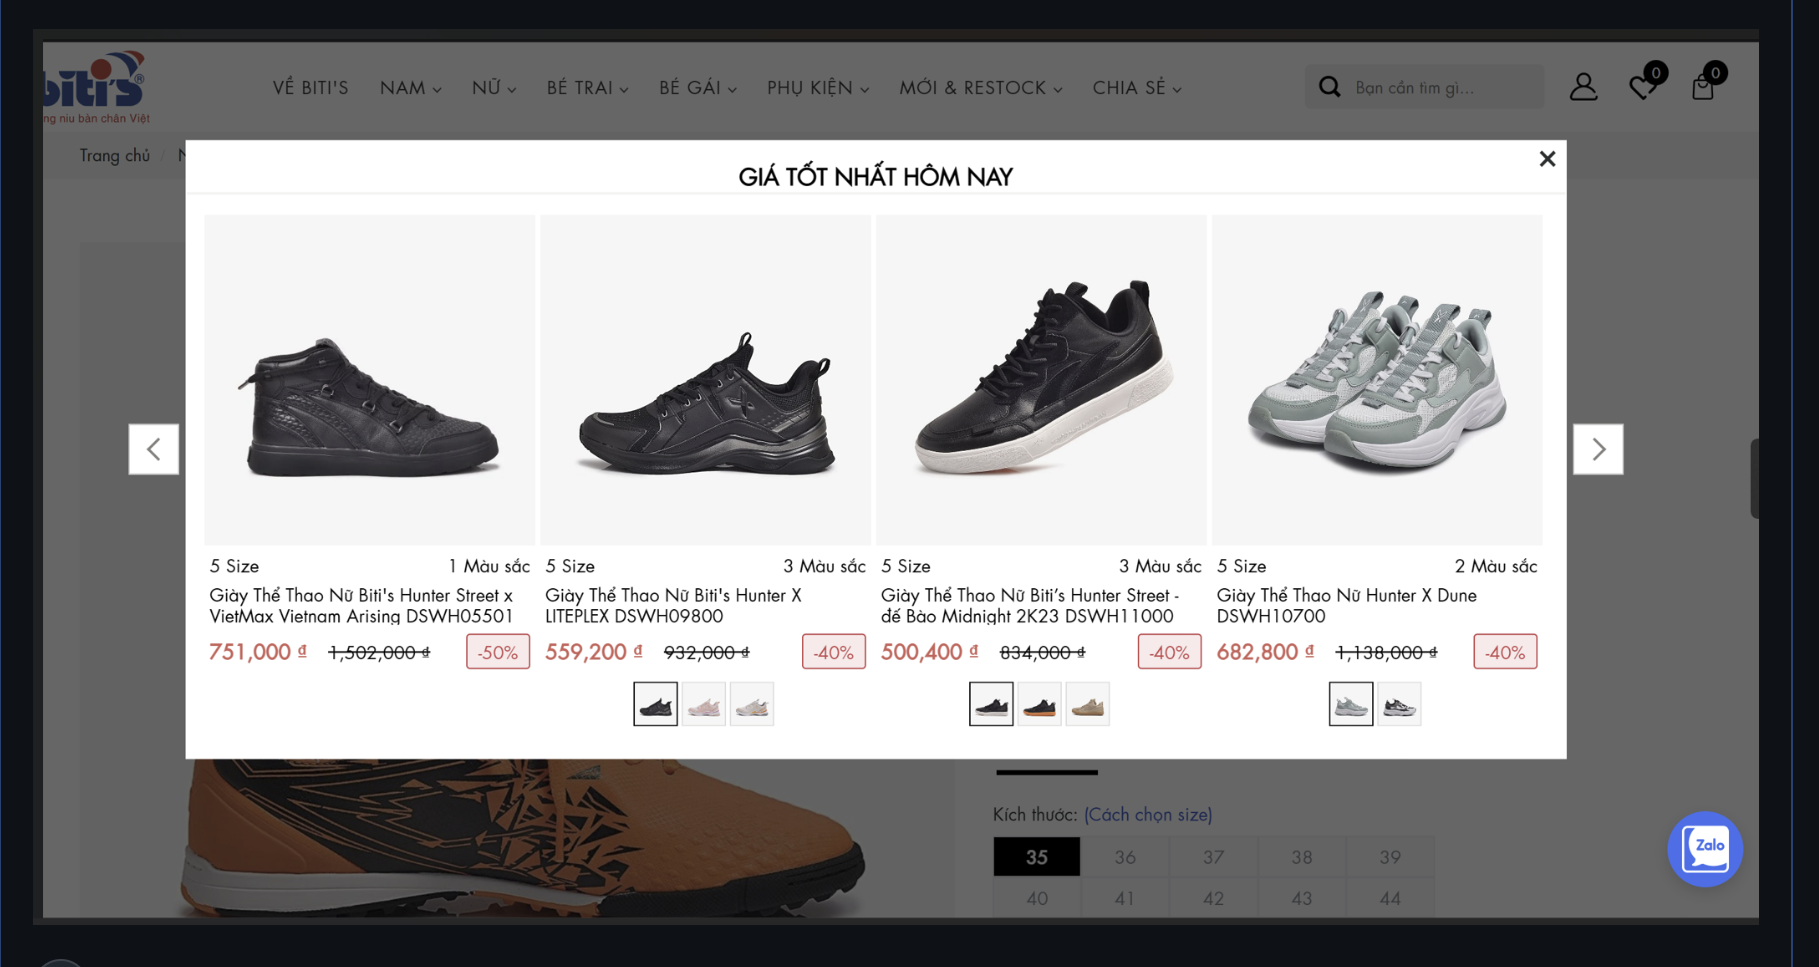 biti's®
ng niu bàn chân Việt
VỀ BITI'S
NAM
NỮ
BÉ TRAI
BÉ GÁI
PHỤ KIỆN
MỚI & RESTOCK
CHIA SẺ
Bạn cần tìm gì...
0
0
Trang chủ /
GIÁ TỐT NHẤT HÔM NAY
5 Size 1 Màu sắc
Giày Thể Thao Nữ Biti's Hunter Street x
VietMax Vietnam Arising DSWH05501
751,000 ₫ 1,502,000 ₫ -50%
5 Size 3 Màu sắc
Giày Thể Thao Nữ Biti's Hunter X
LITEPLEX DSWH09800
559,200 ₫ 932,000 ₫ -40%
5 Size 3 Màu sắc
Giày Thể Thao Nữ Biti’s Hunter Street -
đế Bào Midnight 2K23 DSWH11000
500,400 ₫ 834,000 ₫ -40%
5 Size 2 Màu sắc
Giày Thể Thao Nữ Hunter X Dune
DSWH10700
682,800 ₫ 1,138,000 ₫ -40%
Kích thước: (Cách chọn size)
35 36 37 38 39
40 41 42 43 44
Zalo